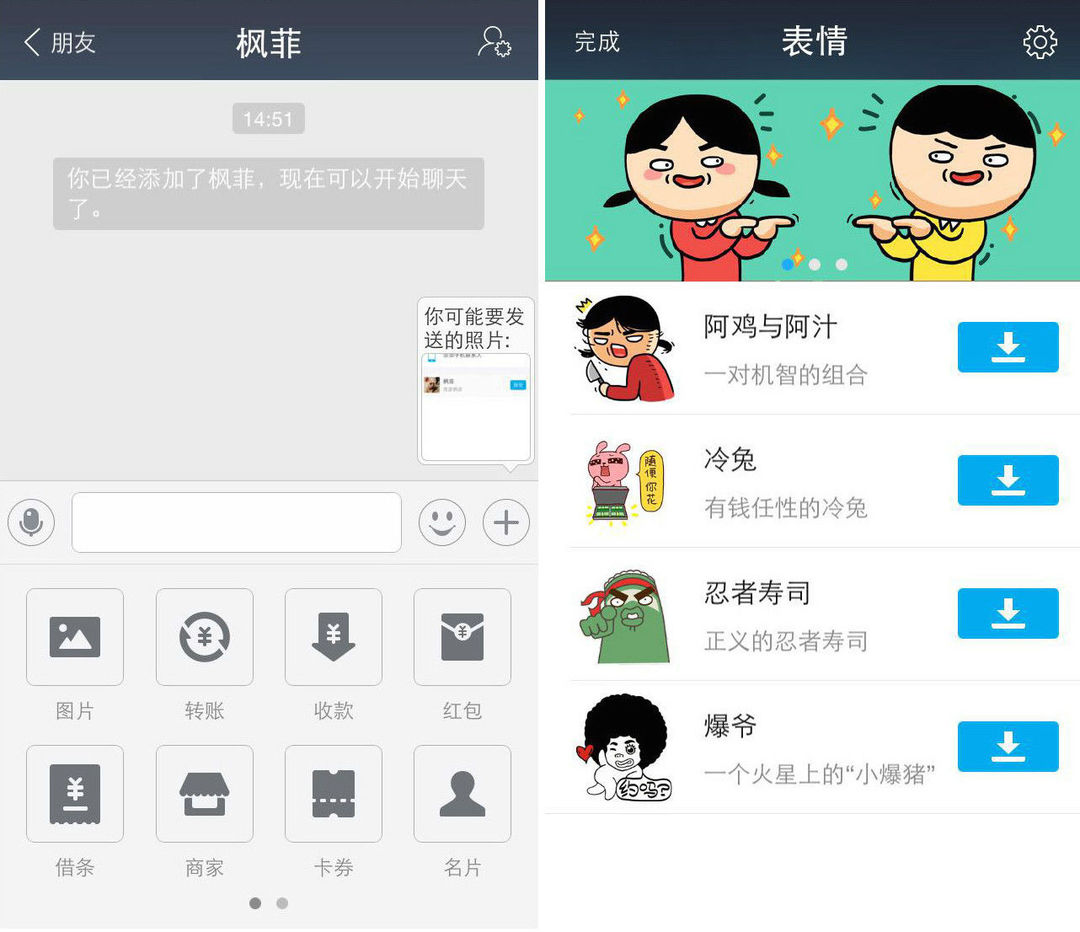 朋友
枫菲
14:51
你已经添加了枫菲，现在可以开始聊天
了。
你可能要发
送的照片:
枫菲
图片
转账
收款
红包
借条
商家
卡券
名片
完成
表情
阿鸡与阿汁
一对机智的组合
随便你花
冷兔
有钱任性的冷兔
忍者寿司
正义的忍者寿司
约吗?
爆爷
一个火星上的“小爆猪”